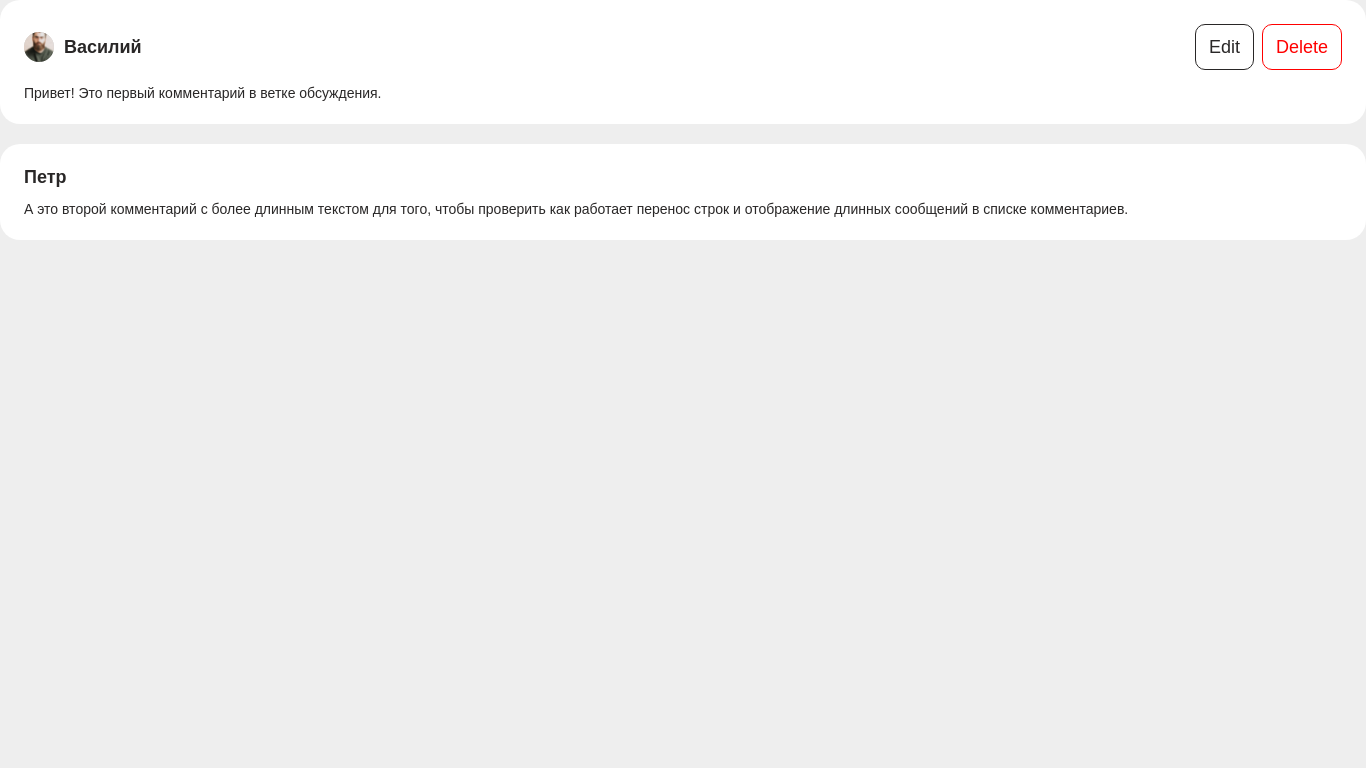 Василий
Edit
Delete
Привет! Это первый комментарий в ветке обсуждения.
Петр
А это второй комментарий с более длинным текстом для того, чтобы проверить как работает перенос строк и отображение длинных сообщений в списке комментариев.